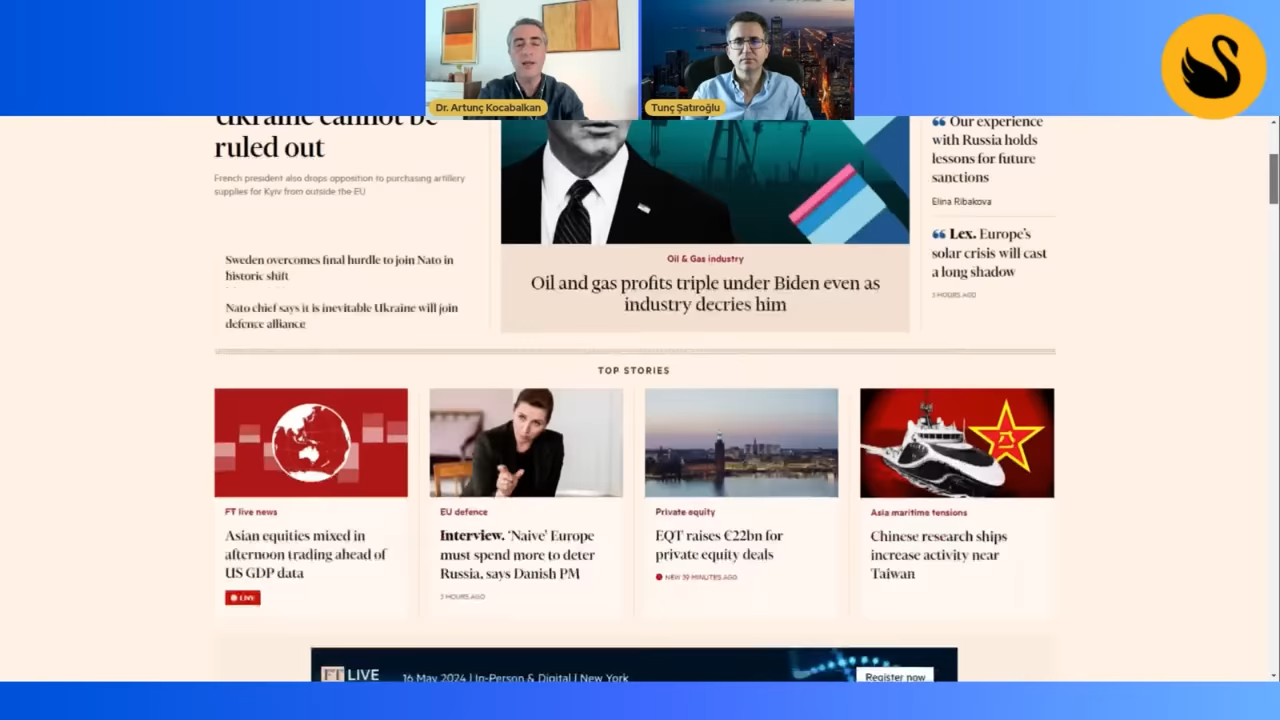 Dr. Artunç Kocabalkan
Tunç Şatıroğlu
Ukraine cannot be
ruled out
French president also drops opposition to purchasing artillery
supplies for Kyiv from outside the EU
Sweden overcomes final hurdle to join Nato in
historic shift
Nato chief says it is inevitable Ukraine will join
defence alliance
Oil & Gas industry
Oil and gas profits triple under Biden even as
industry decries him
Our experience
with Russia holds
lessons for future
sanctions
Elina Ribakova
Lex. Europe's
solar crisis will cast
a long shadow
3 HOURS AGO
TOP STORIES
FT live news
Asian equities mixed in
afternoon trading ahead of
US GDP data
LIVE
EU defence
Interview. 'Naive' Europe
must spend more to deter
Russia, says Danish PM
3 HOURS AGO
Private equity
EQT raises €22bn for
private equity deals
NEW 39 MINUTES AGO
Asia maritime tensions
Chinese research ships
increase activity near
Taiwan
FT LIVE
16 May 2024 | In-Person & Digital | New York
Register now